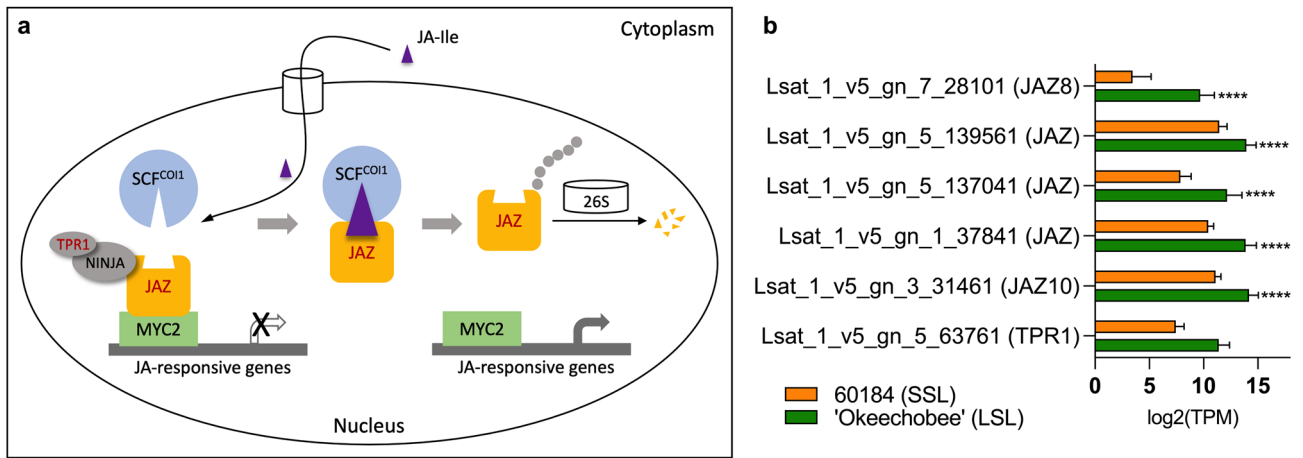 a
Cytoplasm
JA-Ile
SCFCOI1
SCFCOI1
TPR1
NINJA
JAZ
JAZ
JAZ
26S
MYC2
X
MYC2
JA-responsive genes
JA-responsive genes
Nucleus
b
Lsat_1_v5_gn_7_28101 (JAZ8)
****
Lsat_1_v5_gn_5_139561 (JAZ)
****
Lsat_1_v5_gn_5_137041 (JAZ)
****
Lsat_1_v5_gn_1_37841 (JAZ)
****
Lsat_1_v5_gn_3_31461 (JAZ10)
****
Lsat_1_v5_gn_5_63761 (TPR1)
0 5 10 15
log2(TPM)
60184 (SSL)
'Okeechobee' (LSL)